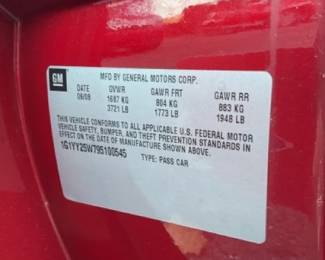 GM
MFD BY GENERAL MOTORS CORP.
DATE GVWR GAWR FRT GAWR RR
08/08 1687 KG 804 KG 883 KG
3721 LB 1773 LB 1948 LB
THIS VEHICLE CONFORMS TO ALL APPLICABLE U.S. FEDERAL MOTOR
VEHICLE SAFETY, BUMPER, AND THEFT PREVENTION STANDARDS IN
EFFECT ON THE DATE OF MANUFACTURE SHOWN ABOVE.
1G1YY25W795100545
TYPE: PASS CAR